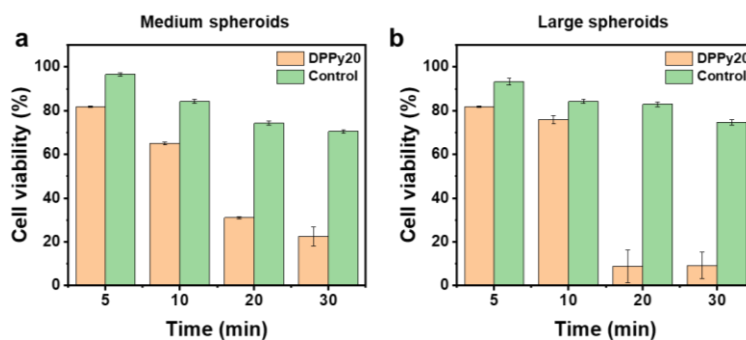 Medium spheroids
a
DPPy20
Control
Cell viability (%)
100
80
60
40
20
0
5 10 20 30
Time (min)
Large spheroids
b
DPPy20
Control
Cell viability (%)
100
80
60
40
20
0
5 10 20 30
Time (min)